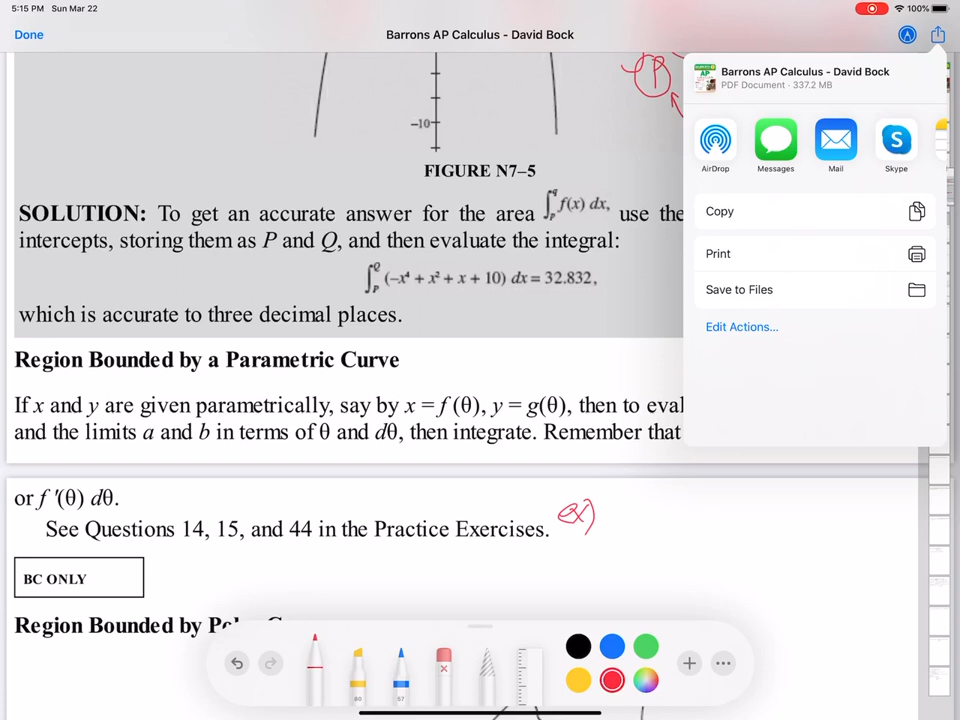 5:15 PM Sun Mar 22
100%
Done
Barrons AP Calculus - David Bock
−10
FIGURE N7–5
SOLUTION: To get an accurate answer for the area ∫_p^q f(x) dx, use the
intercepts, storing them as P and Q, and then evaluate the integral:
∫_P^Q (−x⁴ + x² + x + 10) dx = 32.832,
which is accurate to three decimal places.
Region Bounded by a Parametric Curve
If x and y are given parametrically, say by x = f (θ), y = g(θ), then to eval
and the limits a and b in terms of θ and dθ, then integrate. Remember that
or f ′(θ) dθ.
See Questions 14, 15, and 44 in the Practice Exercises.
ex)
BC ONLY
Region Bounded by
Barrons AP Calculus - David Bock
PDF Document · 337.2 MB
AirDrop
Messages
Mail
Skype
Copy
Print
Save to Files
Edit Actions...
60
57